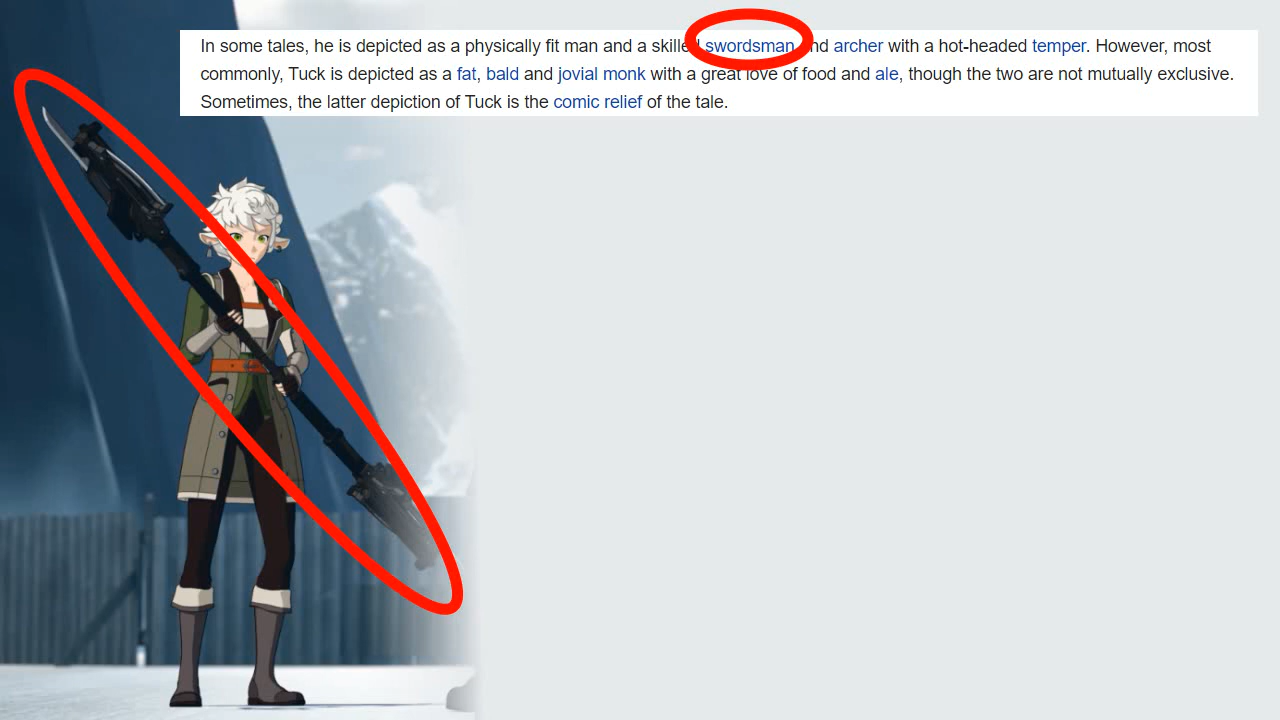 In some tales, he is depicted as a physically fit man and a skilled swordsman and archer with a hot-headed temper. However, most
commonly, Tuck is depicted as a fat, bald and jovial monk with a great love of food and ale, though the two are not mutually exclusive.
Sometimes, the latter depiction of Tuck is the comic relief of the tale.